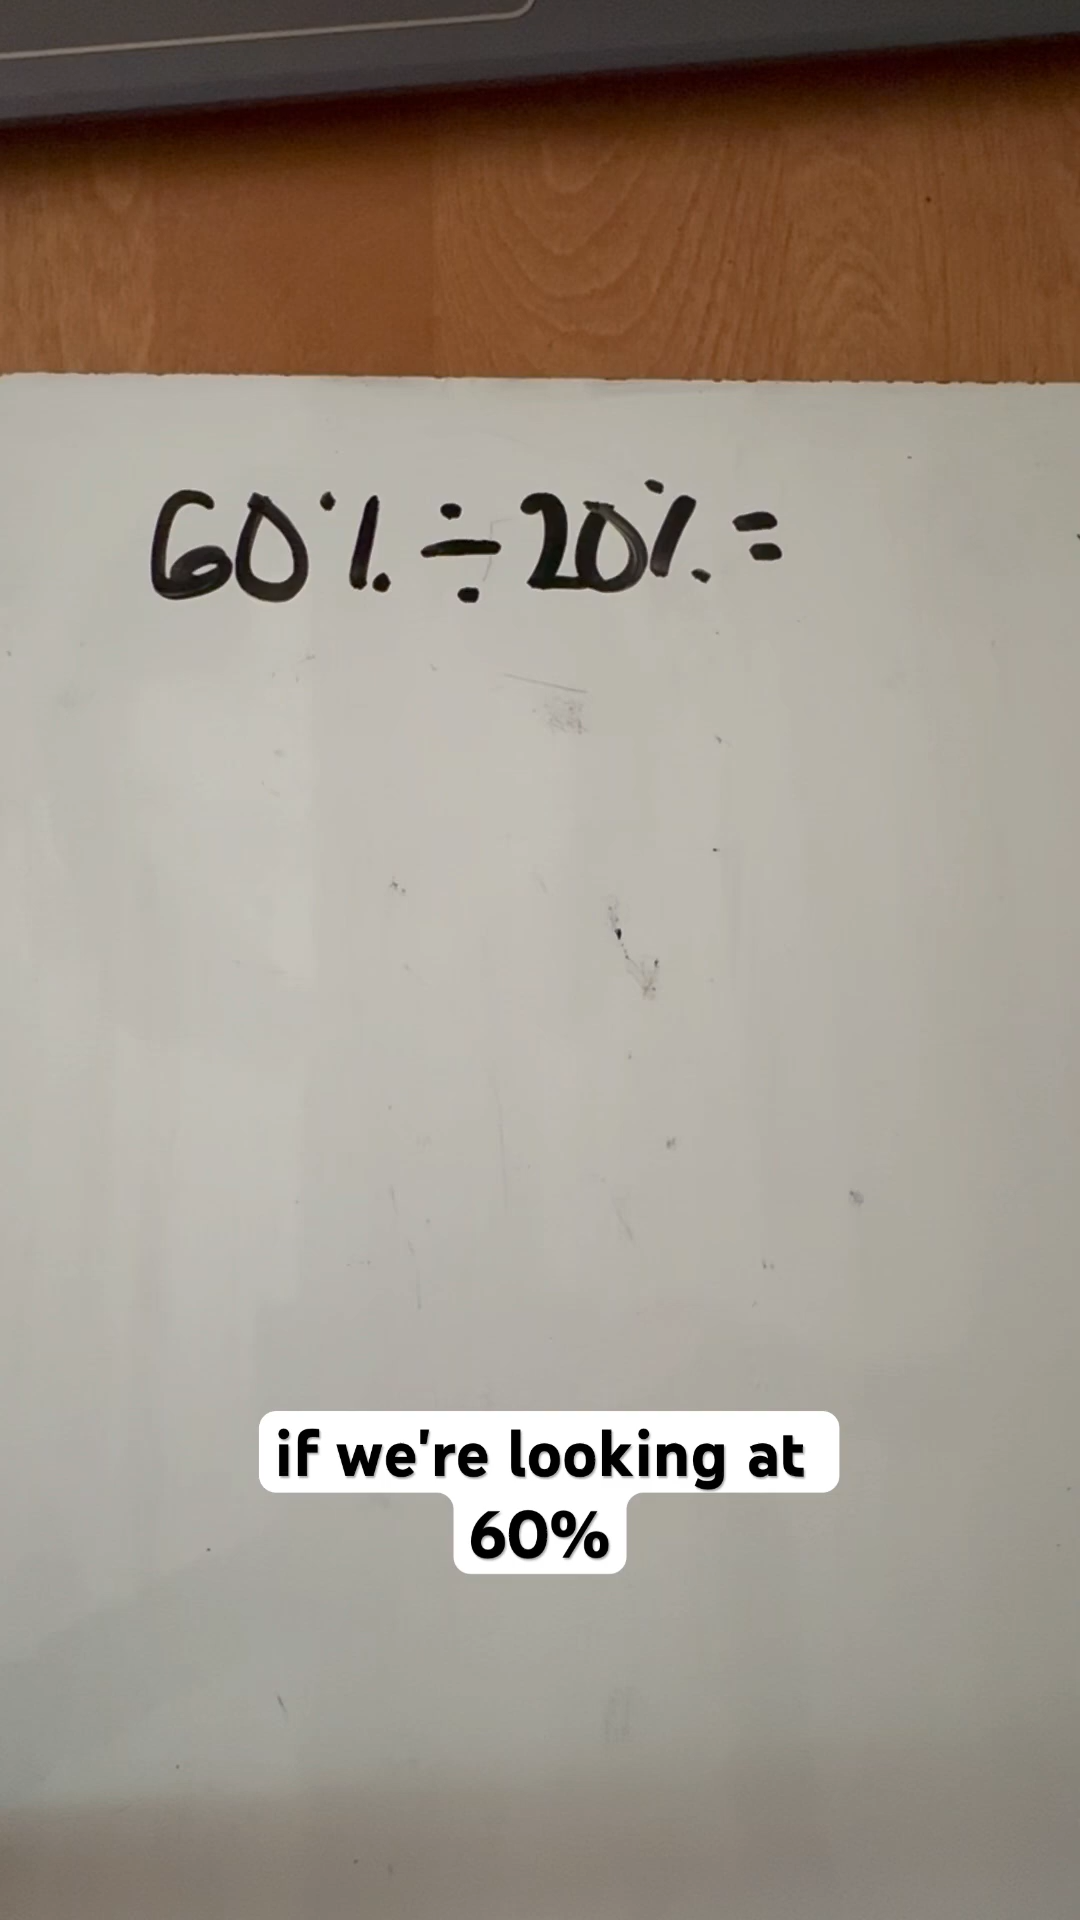 60% ÷ 20% =
if we're looking at
60%